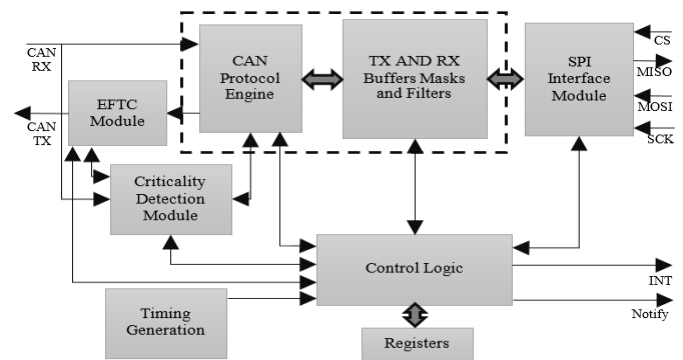 CAN
RX
CAN
Protocol
Engine
TX AND RX
Buffers Masks
and Filters
SPI
Interface
Module
CS
MISO
MOSI
SCK
EFTC
Module
CAN
TX
Criticality
Detection
Module
Control Logic
INT
Notify
Timing
Generation
Registers